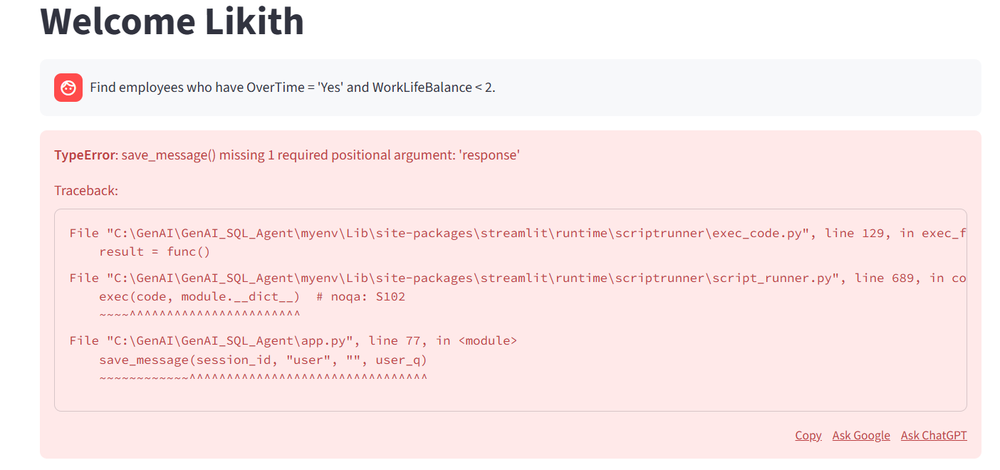 Welcome Likith
Find employees who have OverTime = 'Yes' and WorkLifeBalance < 2.
TypeError: save_message() missing 1 required positional argument: 'response'
Traceback:
File "C:\GenAI\GenAI_SQL_Agent\myenv\Lib\site-packages\streamlit\runtime\scriptrunner\exec_code.py", line 129, in exec_f
result = func()
File "C:\GenAI\GenAI_SQL_Agent\myenv\Lib\site-packages\streamlit\runtime\scriptrunner\script_runner.py", line 689, in co
exec(code, module.__dict__)  # noqa: S102
~~~~^^^^^^^^^^^^^^^^^^^^^^^
File "C:\GenAI\GenAI_SQL_Agent\app.py", line 77, in <module>
save_message(session_id, "user", "", user_q)
~~~~~~~~~~~~^^^^^^^^^^^^^^^^^^^^^^^^^^^^^^^^
Copy Ask Google Ask ChatGPT